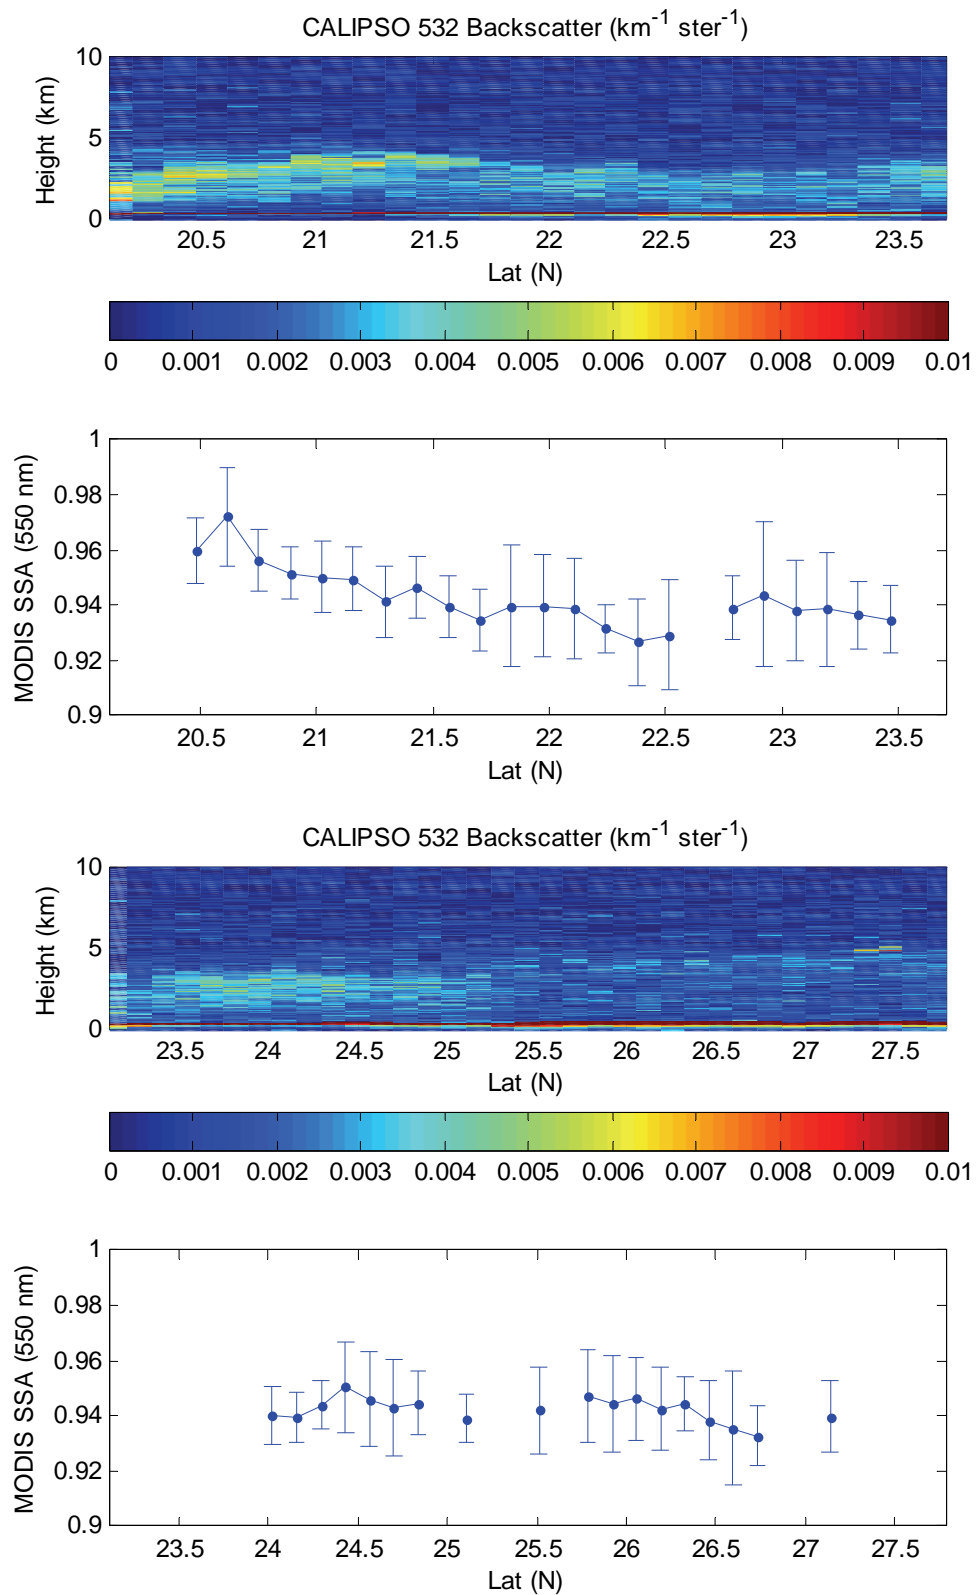 CALIPSO 532 Backscatter (km⁻¹ ster⁻¹)
10
5
0
Height (km)
20.5 21 21.5 22 22.5 23 23.5
Lat (N)
0 0.001 0.002 0.003 0.004 0.005 0.006 0.007 0.008 0.009 0.01
1
0.98
0.96
0.94
0.92
0.9
MODIS SSA (550 nm)
20.5 21 21.5 22 22.5 23 23.5
Lat (N)
CALIPSO 532 Backscatter (km⁻¹ ster⁻¹)
10
5
0
Height (km)
23.5 24 24.5 25 25.5 26 26.5 27 27.5
Lat (N)
0 0.001 0.002 0.003 0.004 0.005 0.006 0.007 0.008 0.009 0.01
1
0.98
0.96
0.94
0.92
0.9
MODIS SSA (550 nm)
23.5 24 24.5 25 25.5 26 26.5 27 27.5
Lat (N)